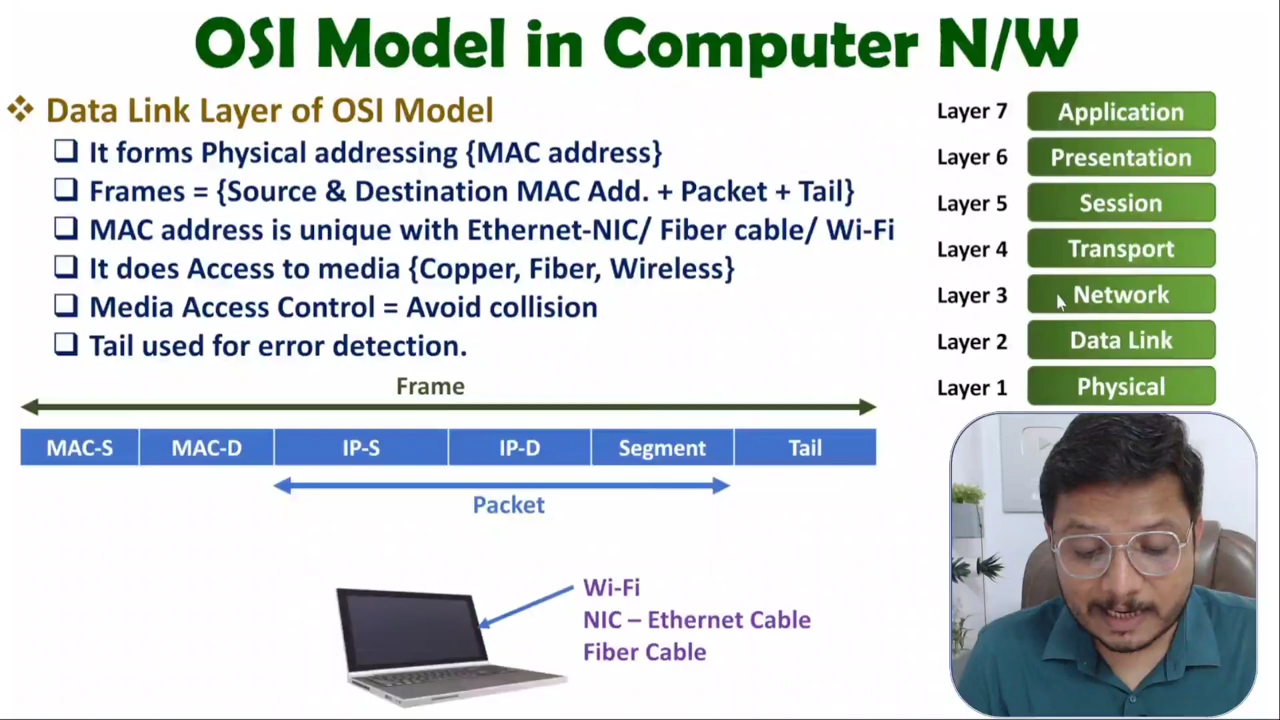 OSI Model in Computer N/W
Data Link Layer of OSI Model
It forms Physical addressing {MAC address}
Frames = {Source & Destination MAC Add. + Packet + Tail}
MAC address is unique with Ethernet-NIC/ Fiber cable/ Wi-Fi
It does Access to media {Copper, Fiber, Wireless}
Media Access Control = Avoid collision
Tail used for error detection.
Layer 7 Application
Layer 6 Presentation
Layer 5 Session
Layer 4 Transport
Layer 3 Network
Layer 2 Data Link
Layer 1 Physical
Frame
MAC-S MAC-D IP-S IP-D Segment Tail
Packet
Wi-Fi
NIC – Ethernet Cable
Fiber Cable